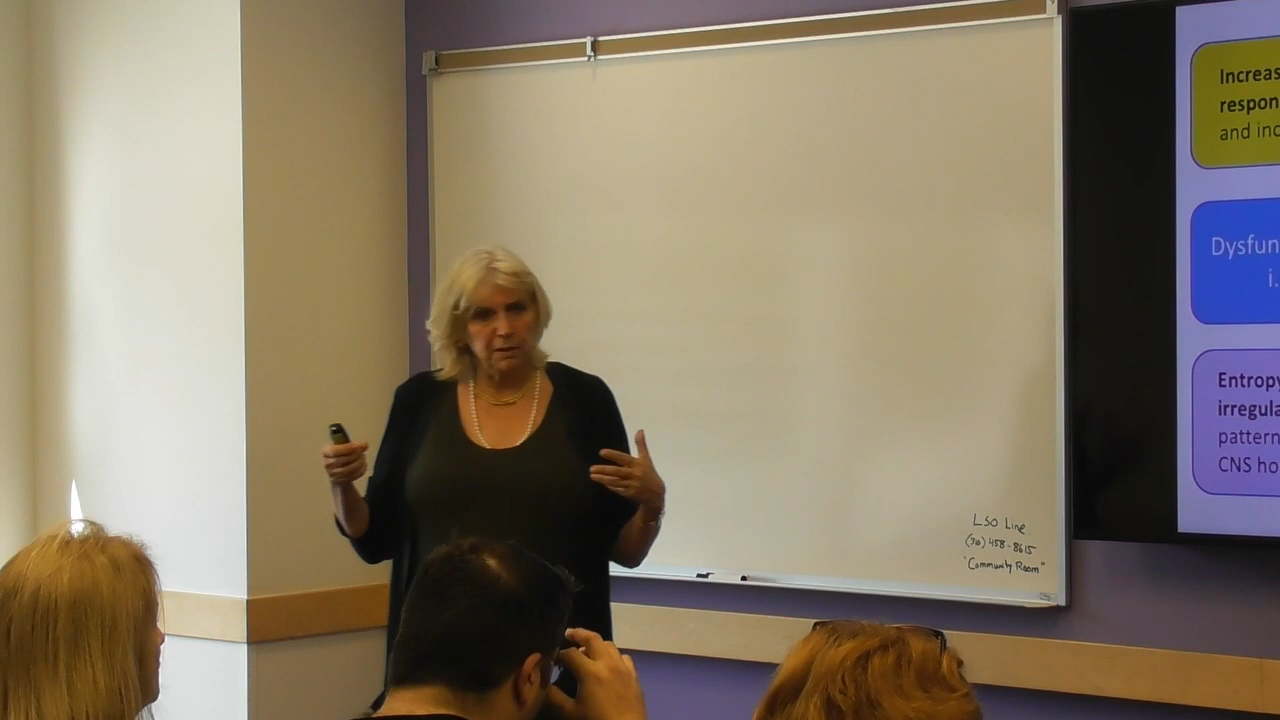 Increas
respon
and inc
Dysfun
i.
Entropy
irregula
pattern
CNS ho
LSO Line
(310) 458-8615
"Community Room"